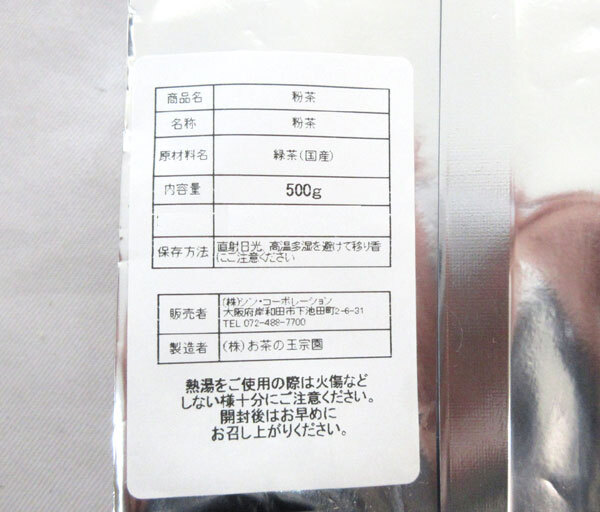 商品名 粉茶
名称 粉茶
原材料名 緑茶(国産)
内容量 500g
保存方法 直射日光、高温多湿を避けて移り香
にご注意ください
販売者 (株)シン・コーポレーション
大阪府岸和田市下池田町2-6-31
TEL 072-488-7700
製造者 (株)お茶の玉宗園
熱湯をご使用の際は火傷など
しない様十分にご注意ください。
開封後はお早めに
お召し上がりください。